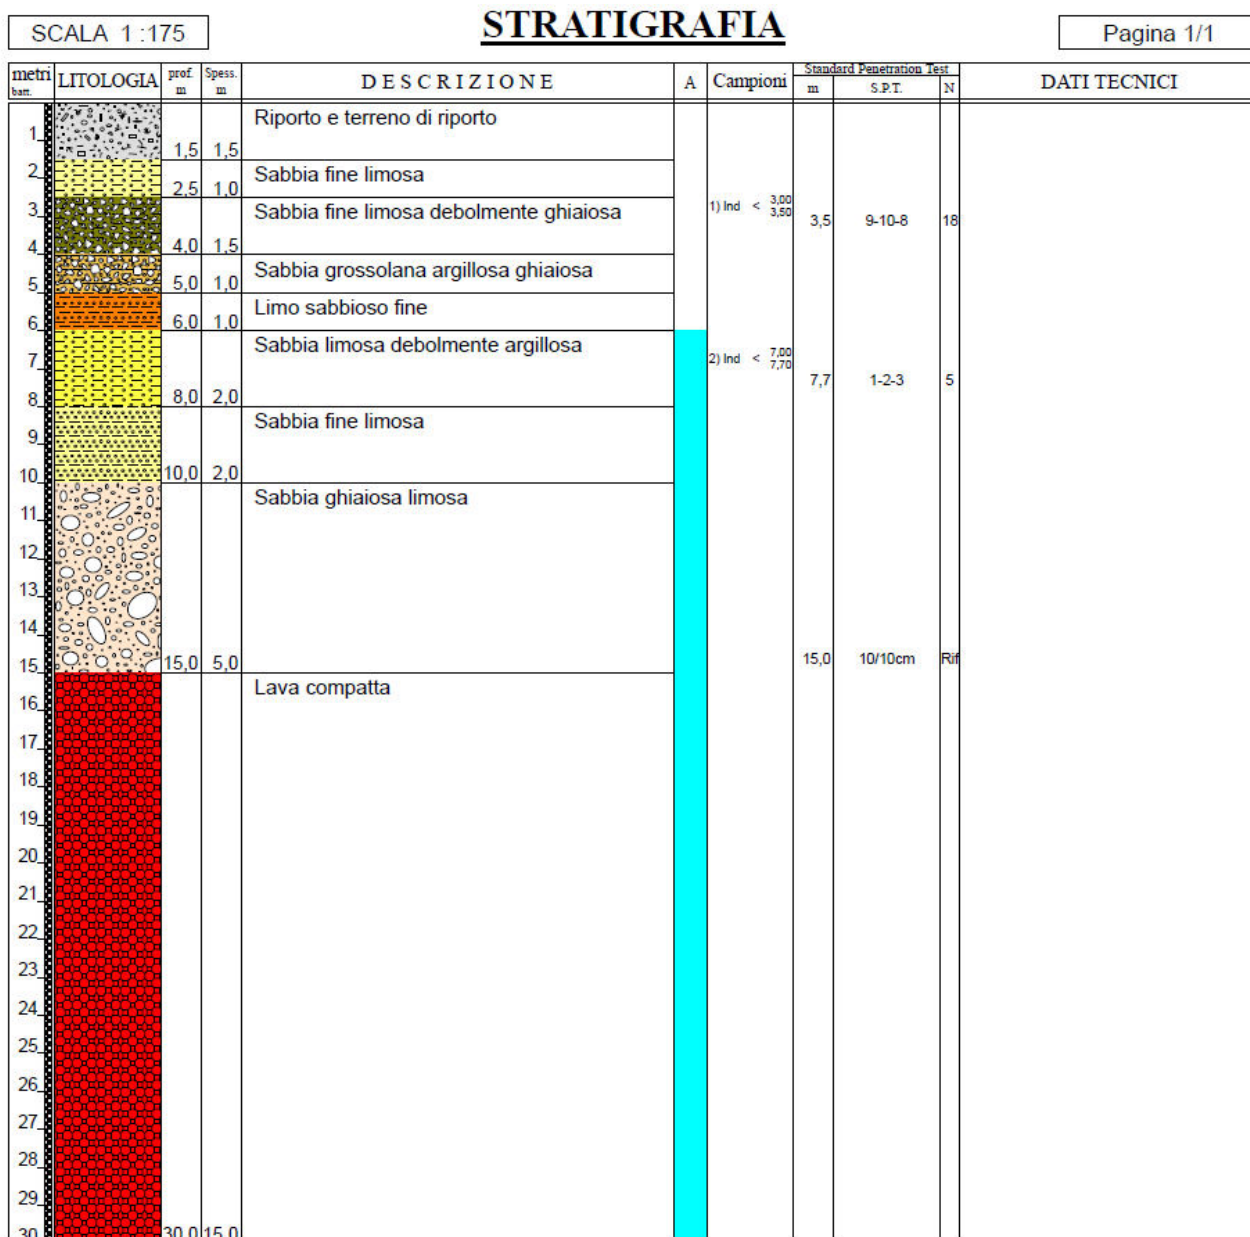 SCALA 1 :175
STRATIGRAFIA
Pagina 1/1
metri batt.
LITOLOGIA
prof. m
Spess. m
DESCRIZIONE
A
Campioni
Standard Penetration Test
m S.P.T. N
DATI TECNICI
Riporto e terreno di riporto
1
1,5 1,5
2
Sabbia fine limosa
2,5 1,0
3
Sabbia fine limosa debolmente ghiaiosa
1) Ind < 3,00 3,50
3,5 9-10-8 18
4
4,0 1,5
Sabbia grossolana argillosa ghiaiosa
5
5,0 1,0
Limo sabbioso fine
6
6,0 1,0
Sabbia limosa debolmente argillosa
7
2) Ind < 7,00 7,70
7,7 1-2-3 5
8
8,0 2,0
Sabbia fine limosa
9
10
10,0 2,0
Sabbia ghiaiosa limosa
11
12
13
14
15
15,0 5,0
15,0 10/10cm Rif
Lava compatta
16
17
18
19
20
21
22
23
24
25
26
27
28
29
30
30,0 15,0